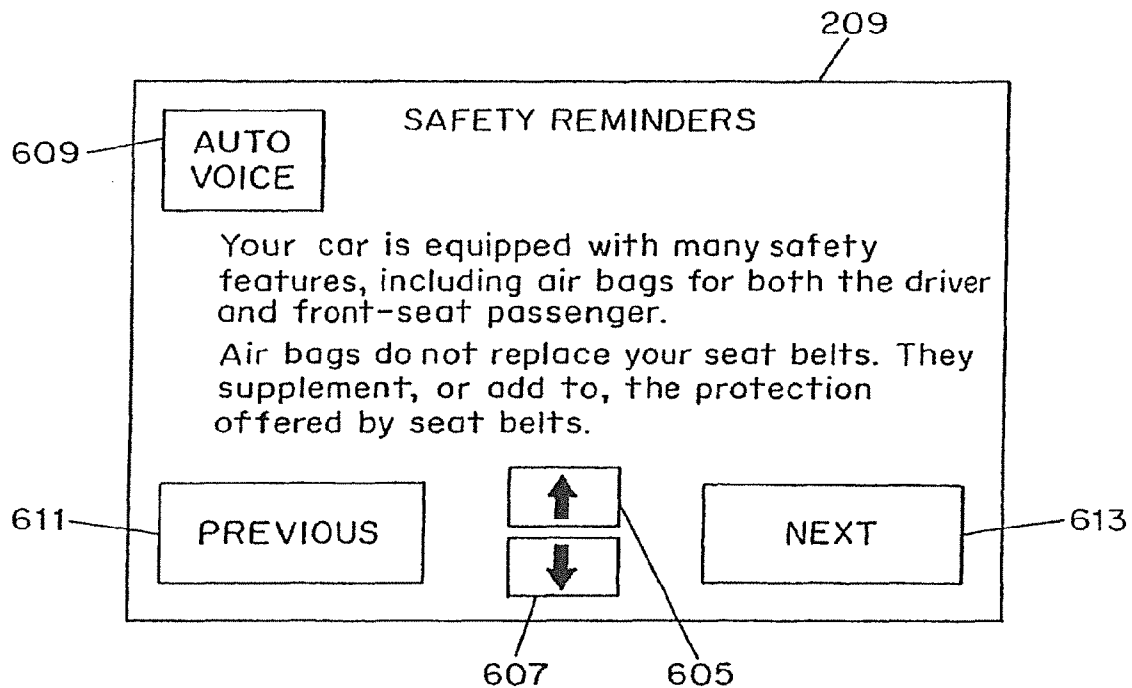 209
SAFETY REMINDERS
609
AUTO
VOICE
Your car is equipped with many safety
features, including air bags for both the driver
and front-seat passenger.
Air bags do not replace your seat belts. They
supplement, or add to, the protection
offered by seat belts.
611
PREVIOUS
NEXT
613
607
605